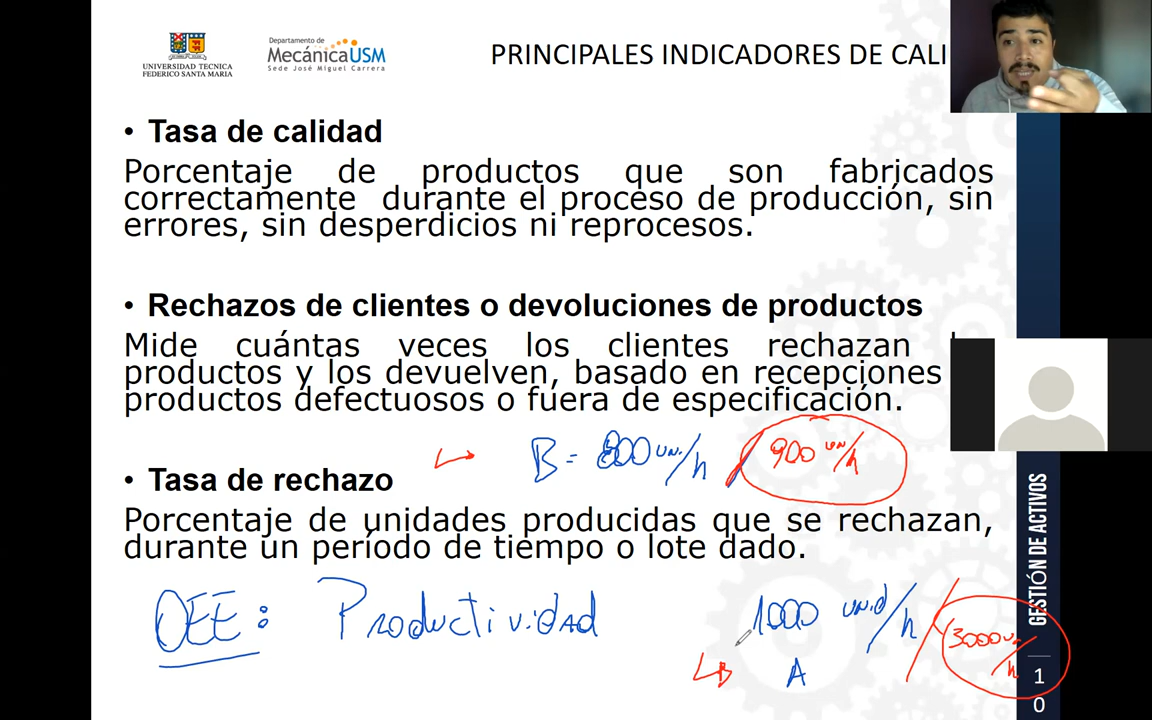 UNIVERSIDAD TECNICA
FEDERICO SANTA MARIA
Departamento de
MecánicaUSM
Sede José Miguel Carrera
PRINCIPALES INDICADORES DE CALI
• Tasa de calidad
Porcentaje de productos que son fabricados
correctamente durante el proceso de producción, sin
errores, sin desperdicios ni reprocesos.
• Rechazos de clientes o devoluciones de productos
Mide cuántas veces los clientes rechazan
productos y los devuelven, basado en recepciones
productos defectuosos o fuera de especificación.
B = 800 un./h / 900 un/h
• Tasa de rechazo
Porcentaje de unidades producidas que se rechazan,
durante un período de tiempo o lote dado.
OEE: Productividad 1000 unid/h / 3000 un/h
A
GESTIÓN DE ACTIVOS
1
0